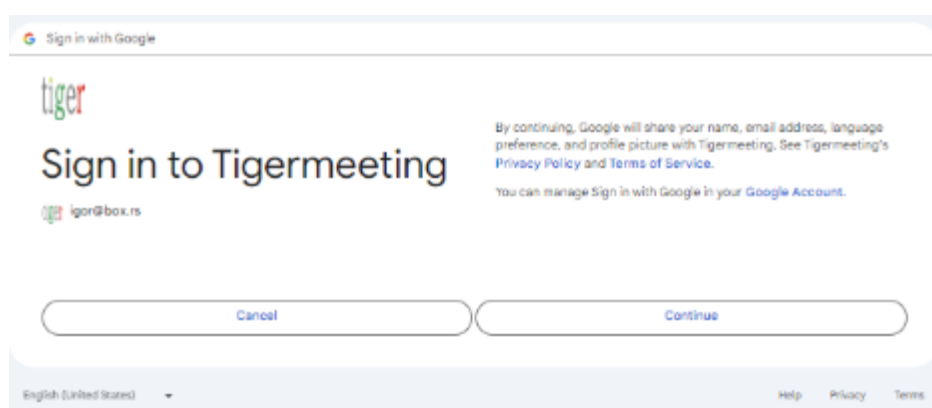 Sign in with Google
tiger
Sign in to Tigermeeting
tiger igor@box.rs
By continuing, Google will share your name, email address, language
preference, and profile picture with Tigermeeting. See Tigermeeting's
Privacy Policy and Terms of Service.
You can manage Sign in with Google in your Google Account.
Cancel
Continue
English (United States)
Help Privacy Terms